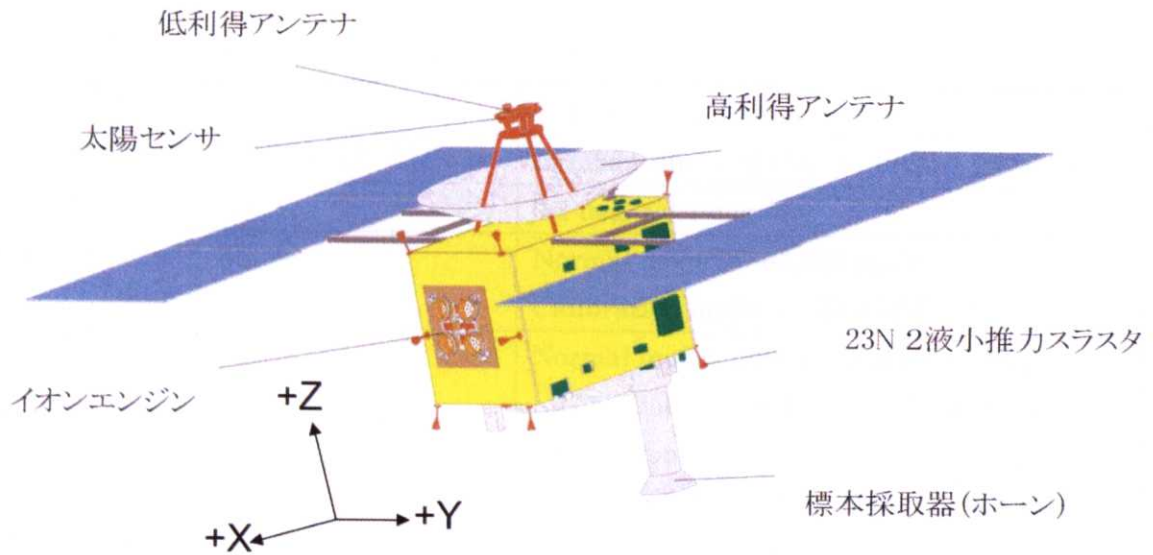 低利得アンテナ
高利得アンテナ
太陽センサ
23N 2液小推力スラスタ
イオンエンジン
+Z
+Y
+X
標本採取器(ホーン)